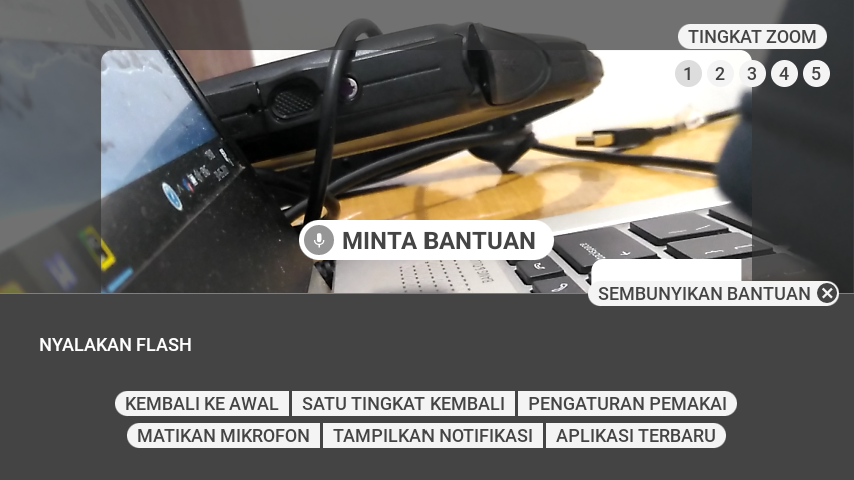 TINGKAT ZOOM
1 2 3 4 5
MINTA BANTUAN
SEMBUNYIKAN BANTUAN
NYALAKAN FLASH
KEMBALI KE AWAL SATU TINGKAT KEMBALI PENGATURAN PEMAKAI
MATIKAN MIKROFON TAMPILKAN NOTIFIKASI APLIKASI TERBARU